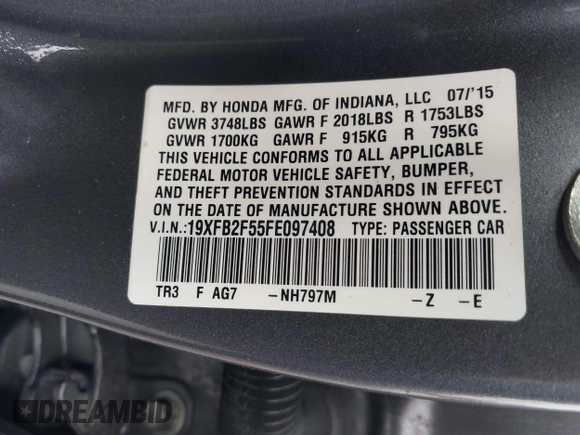 MFD. BY HONDA MFG. OF INDIANA, LLC 07/'15
GVWR 3748LBS GAWR F 2018LBS R 1753LBS
GVWR 1700KG GAWR F 915KG R 795KG
THIS VEHICLE CONFORMS TO ALL APPLICABLE
FEDERAL MOTOR VEHICLE SAFETY, BUMPER,
AND THEFT PREVENTION STANDARDS IN EFFECT
ON THE DATE OF MANUFACTURE SHOWN ABOVE.
V.I.N.:19XFB2F55FE097408 TYPE: PASSENGER CAR
TR3 F AG7 -NH797M -Z -E
DREAMBID